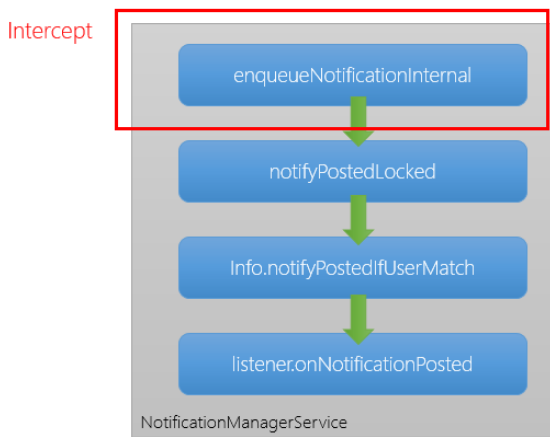 Intercept
enqueueNotificationInternal
notifyPostedLocked
Info.notifyPostedIfUserMatch
listener.onNotificationPosted
NotificationManagerService